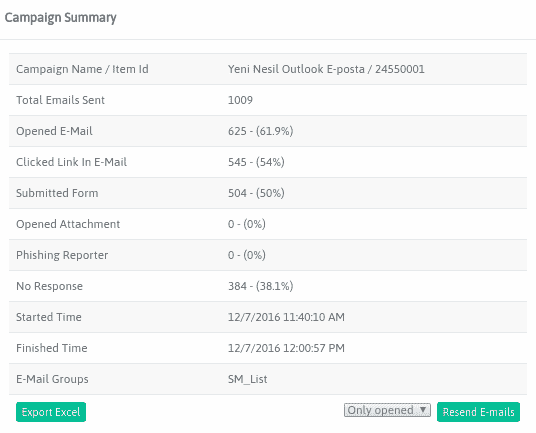 Campaign Summary
Campaign Name / Item Id Yeni Nesil Outlook E-posta / 24550001
Total Emails Sent 1009
Opened E-Mail 625 - (61.9%)
Clicked Link In E-Mail 545 - (54%)
Submitted Form 504 - (50%)
Opened Attachment 0 - (0%)
Phishing Reporter 0 - (0%)
No Response 384 - (38.1%)
Started Time 12/7/2016 11:40:10 AM
Finished Time 12/7/2016 12:00:57 PM
E-Mail Groups SM_List
Export Excel Only opened ▼ Resend E-mails